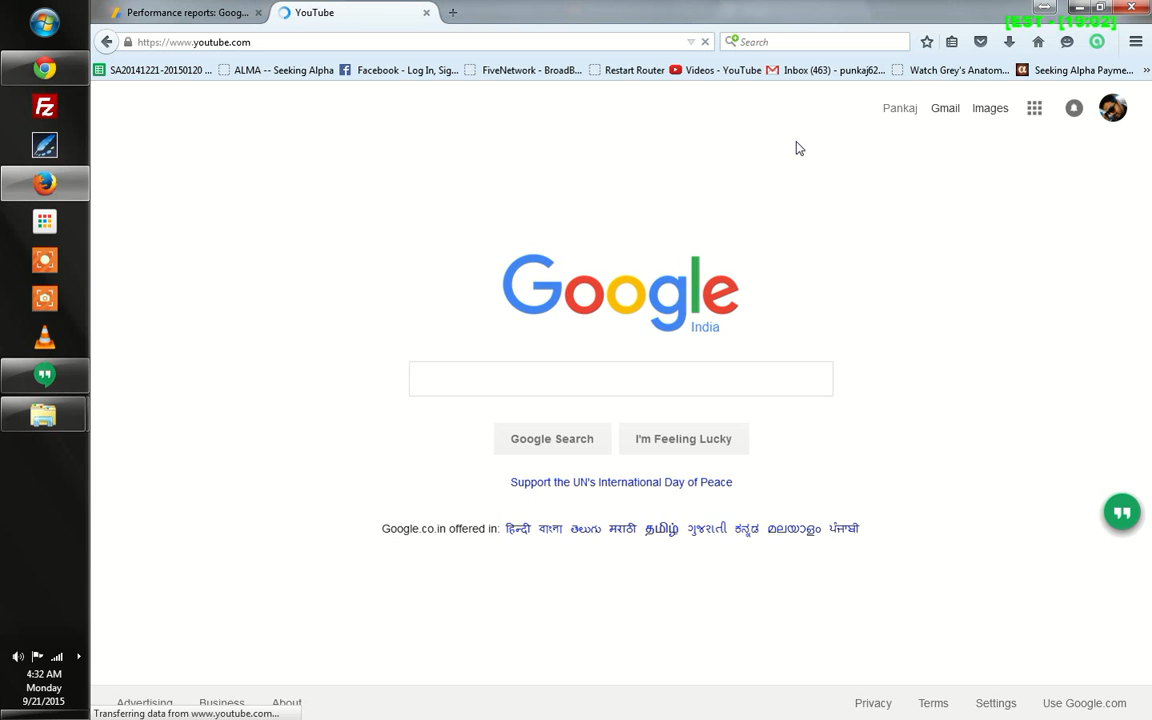 Performance reports: Goog...
YouTube
[EST - [19:02]
https://www.youtube.com
Search
SA20141221-20150120 ... ALMA -- Seeking Alpha Facebook - Log In, Sig... FiveNetwork - BroadB... Restart Router Videos - YouTube Inbox (463) - punkaj62... Watch Grey's Anatom... Seeking Alpha Payme...
Pankaj Gmail Images
Google
India
Google Search I'm Feeling Lucky
Support the UN's International Day of Peace
Google.co.in offered in: हिन्दी বাংলা తెలుగు मराठी தமிழ் ગુજરાતી ಕನ್ನಡ മലയാളം ਪੰਜਾਬੀ
4:32 AM
Monday
9/21/2015
Advertising Business About Privacy Terms Settings Use Google.com
Transferring data from www.youtube.com...